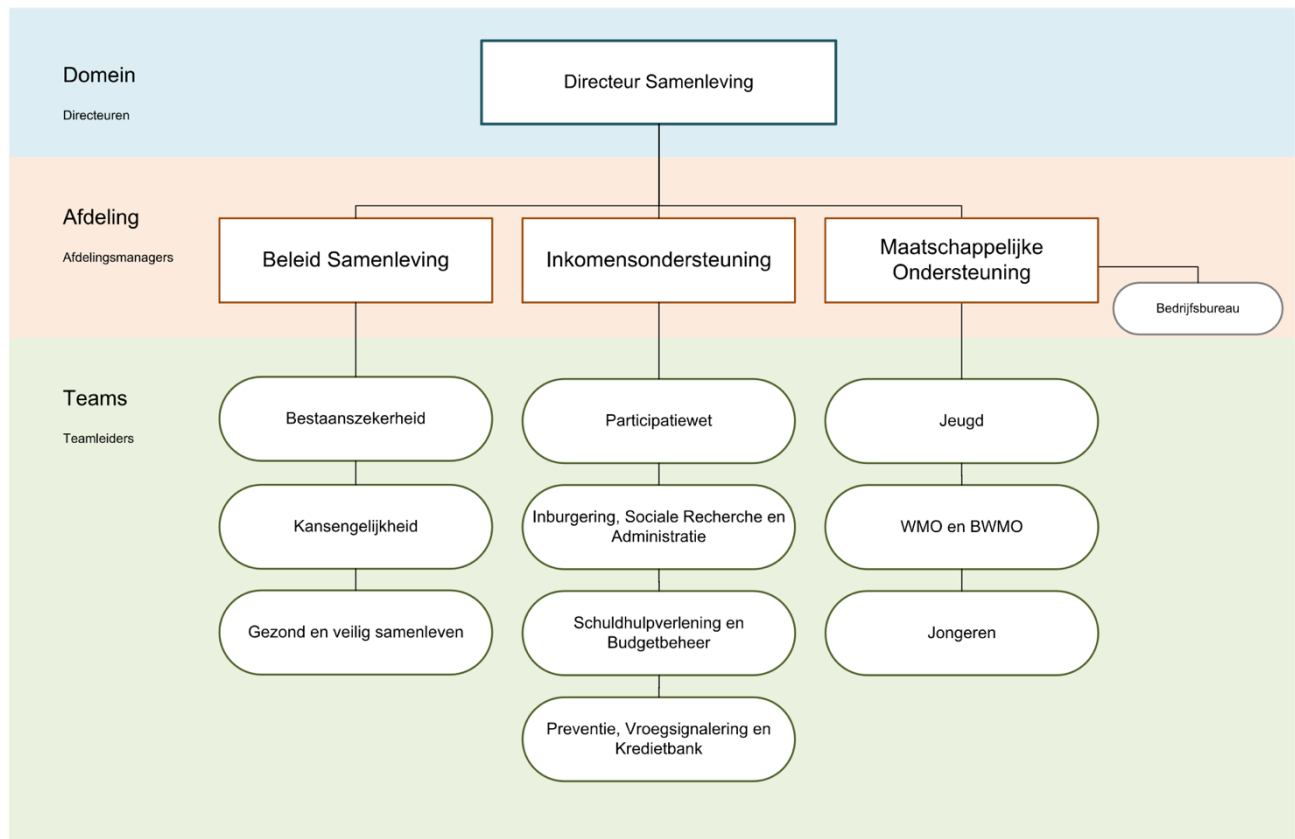 Domein
Directeuren
Directeur Samenleving
Afdeling
Afdelingsmanagers
Beleid Samenleving
Inkomensondersteuning
Maatschappelijke
Ondersteuning
Bedrijfsbureau
Teams
Teamleiders
Bestaanszekerheid
Participatiewet
Jeugd
Kansengelijkheid
Inburgering, Sociale Recherche en
Administratie
WMO en BWMO
Gezond en veilig samenleven
Schuldhulpverlening en
Budgetbeheer
Jongeren
Preventie, Vroegsignalering en
Kredietbank